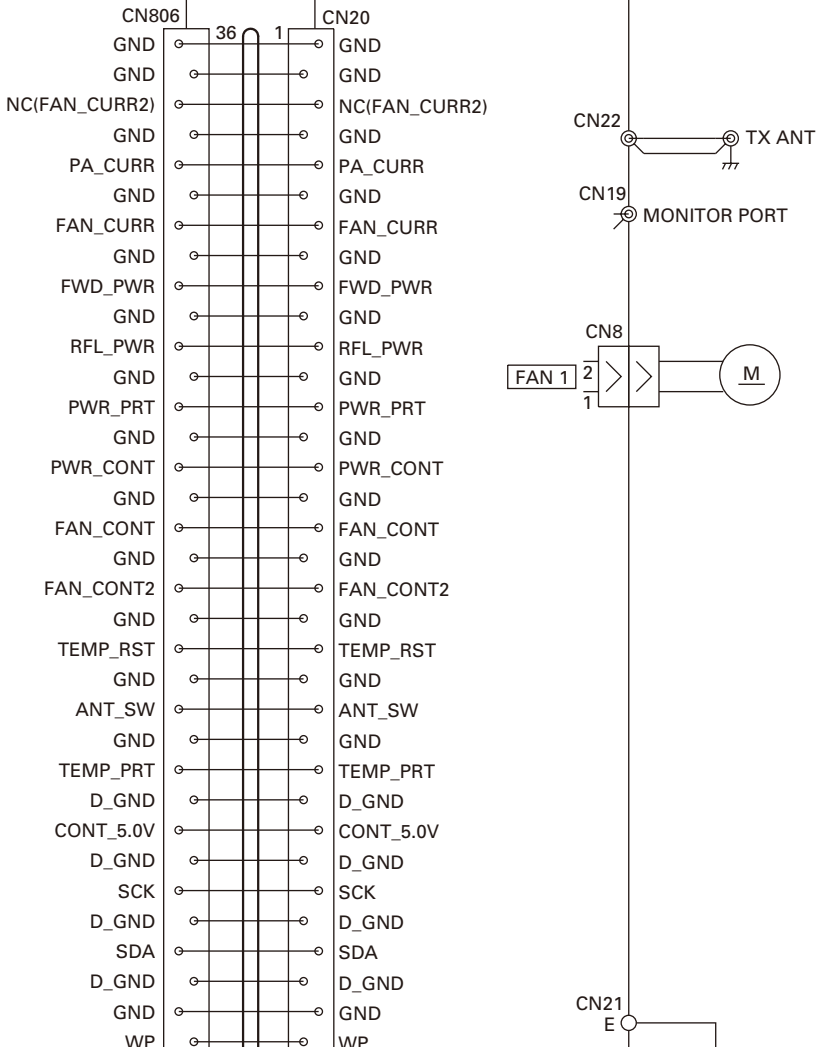 CN806 CN20
36 1
GND GND
GND GND
NC(FAN_CURR2) NC(FAN_CURR2)
GND GND
PA_CURR PA_CURR
GND GND
FAN_CURR FAN_CURR
GND GND
FWD_PWR FWD_PWR
GND GND
RFL_PWR RFL_PWR
GND GND
PWR_PRT PWR_PRT
GND GND
PWR_CONT PWR_CONT
GND GND
FAN_CONT FAN_CONT
GND GND
FAN_CONT2 FAN_CONT2
GND GND
TEMP_RST TEMP_RST
GND GND
ANT_SW ANT_SW
GND GND
TEMP_PRT TEMP_PRT
D_GND D_GND
CONT_5.0V CONT_5.0V
D_GND D_GND
SCK SCK
D_GND D_GND
SDA SDA
D_GND D_GND
GND GND
WP WP
CN22
TX ANT
CN19
MONITOR PORT
CN8
FAN 1
2
1
M
CN21
E